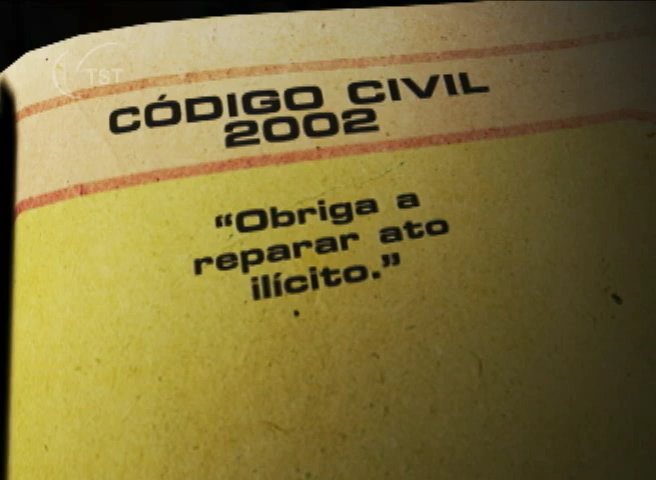 TST
CÓDIGO CIVIL
2002
“Obriga a
reparar ato
ilícito.”